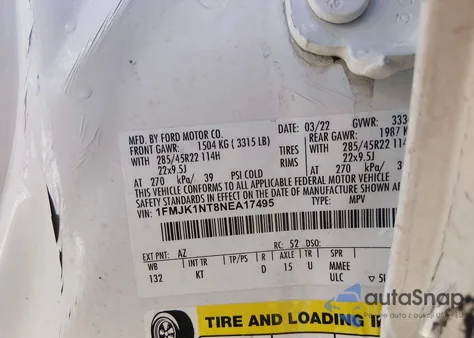 MFD. BY FORD MOTOR CO.
DATE: 03/22 GVWR: 333
FRONT GAWR: 1504 KG ( 3315 LB) REAR GAWR: 1987 K
WITH 285/45R22 114H TIRES WITH 285/45R22 114H
22x9.5J RIMS 22x9.5J
AT 270 kPa/ 39 PSI COLD AT 270 kPa/ 39
THIS VEHICLE CONFORMS TO ALL APPLICABLE FEDERAL MOTOR VEHICLE
SAFETY STANDARDS IN EFFECT ON THE DATE OF MANUFACTURE SHOWN
VIN: 1FMJK1NT8NEA17495 TYPE: MPV
EXT PNT: AZ RC: 52 DSO:
WB INT TR TP/PS R AXLE TR SPR
132 KT D 15 U MMEE
ULC
TIRE AND LOADING
autoSnap